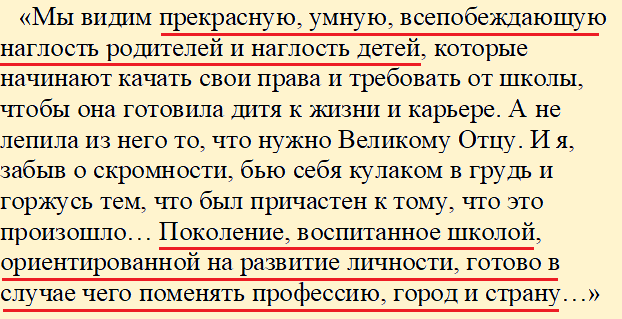 «Мы видим прекрасную, умную, всепобеждающую
наглость родителей и наглость детей, которые
начинают качать свои права и требовать от школы,
чтобы она готовила дитя к жизни и карьере. А не
лепила из него то, что нужно Великому Отцу. И я,
забыв о скромности, бью себя кулаком в грудь и
горжусь тем, что был причастен к тому, что это
произошло… Поколение, воспитанное школой,
ориентированной на развитие личности, готово в
случае чего поменять профессию, город и страну…»